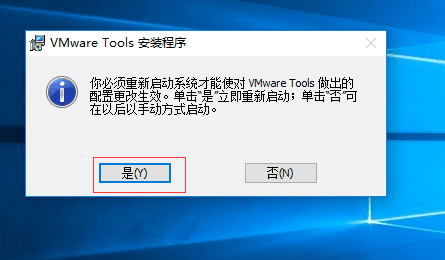 VMware Tools 安装程序
你必须重新启动系统才能使对 VMware Tools 做出的
配置更改生效。单击“是”立即重新启动；单击“否”可
在以后以手动方式启动。
是(Y)
否(N)